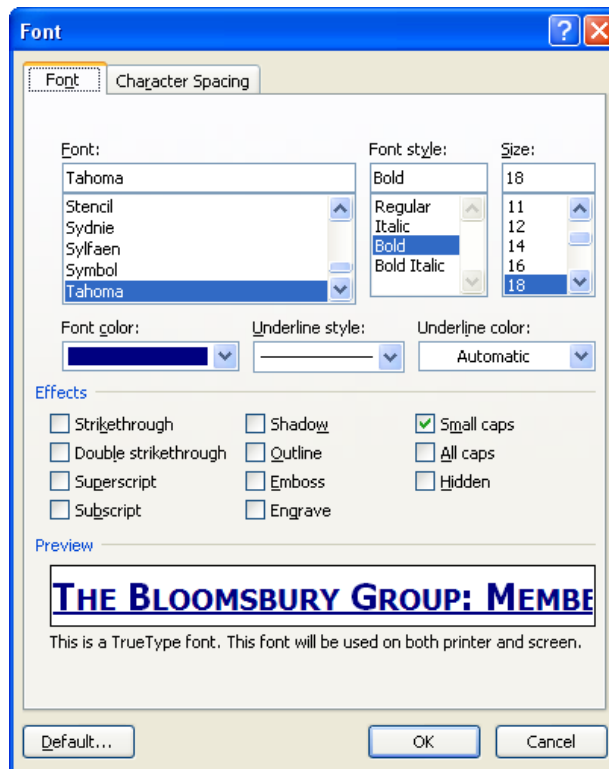 Font
Font Character Spacing
Font: Font style: Size:
Tahoma Bold 18
Stencil Regular 11
Sydnie Italic 12
Sylfaen Bold 14
Symbol Bold Italic 16
Tahoma 18
Font color: Underline style: Underline color:
Automatic
Effects
Strikethrough Shadow Small caps
Double strikethrough Outline All caps
Superscript Emboss Hidden
Subscript Engrave
Preview
THE BLOOMSBURY GROUP: MEMBE
This is a TrueType font. This font will be used on both printer and screen.
Default... OK Cancel